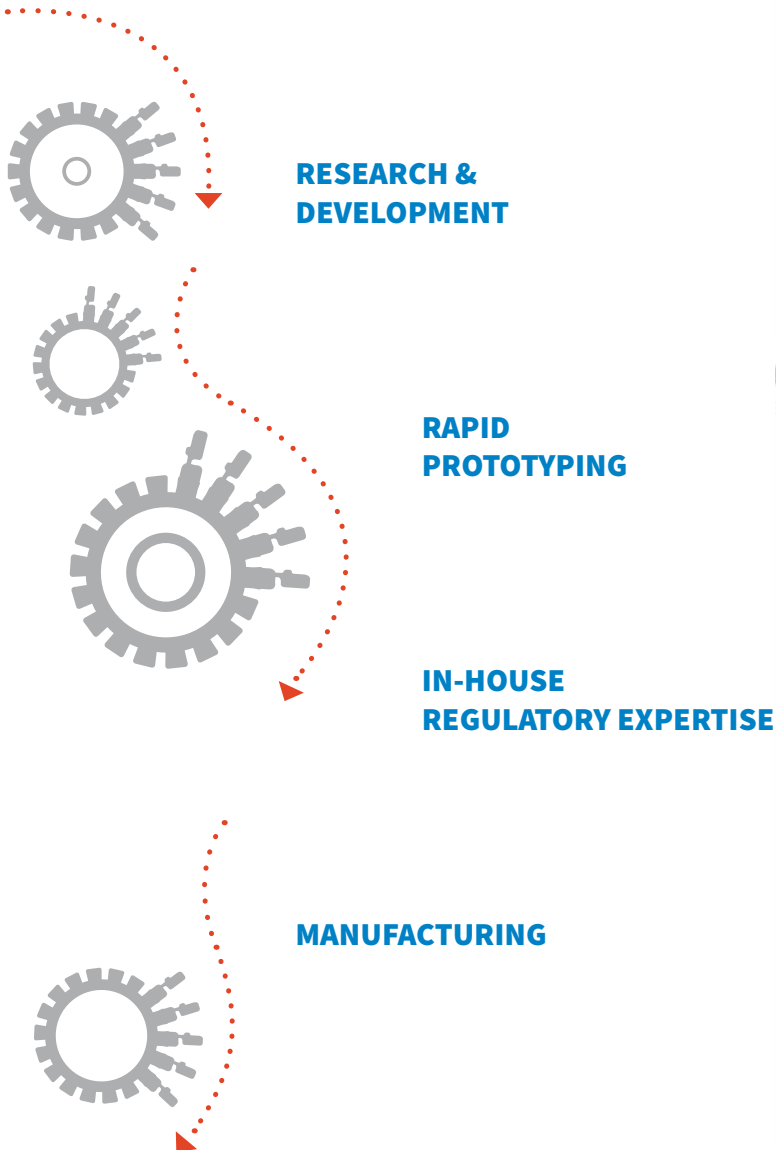 RESEARCH &
DEVELOPMENT
RAPID
PROTOTYPING
IN-HOUSE
REGULATORY EXPERTISE
MANUFACTURING